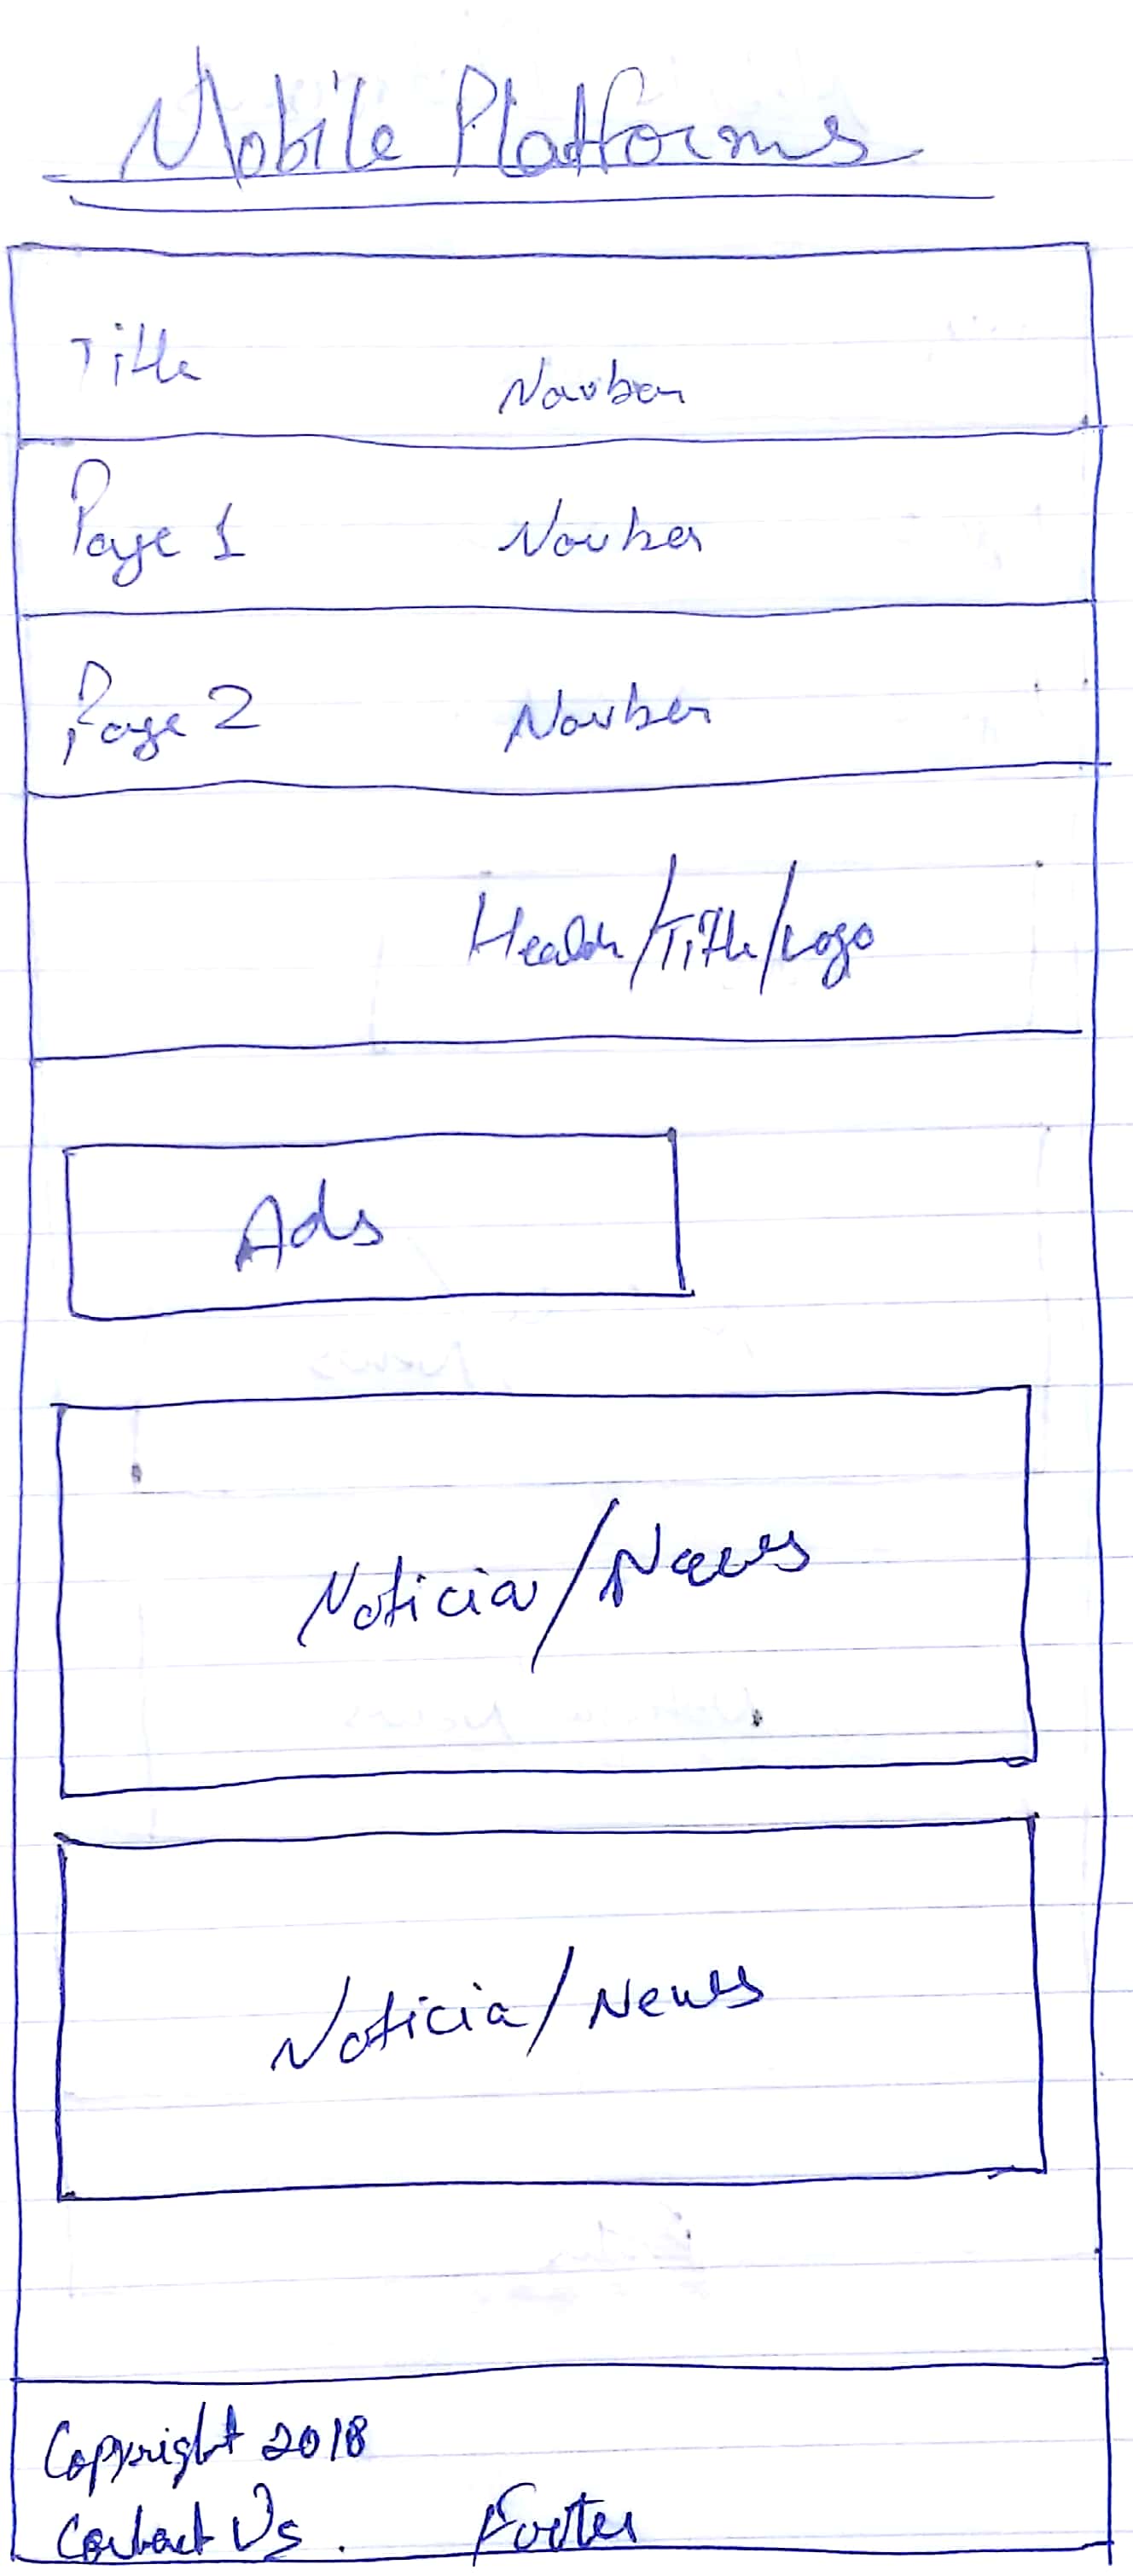 Mobile Platforms
Title Navbar
Page 1 Navbar
Page 2 Navbar
Header/Title/Logo
Ads
Noticia/News
Noticia/News
Copyright 2018
Contact Us. Footer